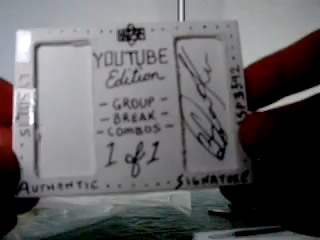 YOUTUBE
Edition
- GROUP
- BREAK -
- COMBOS -
1 of 1
AUTHENTIC
SIGNATURE